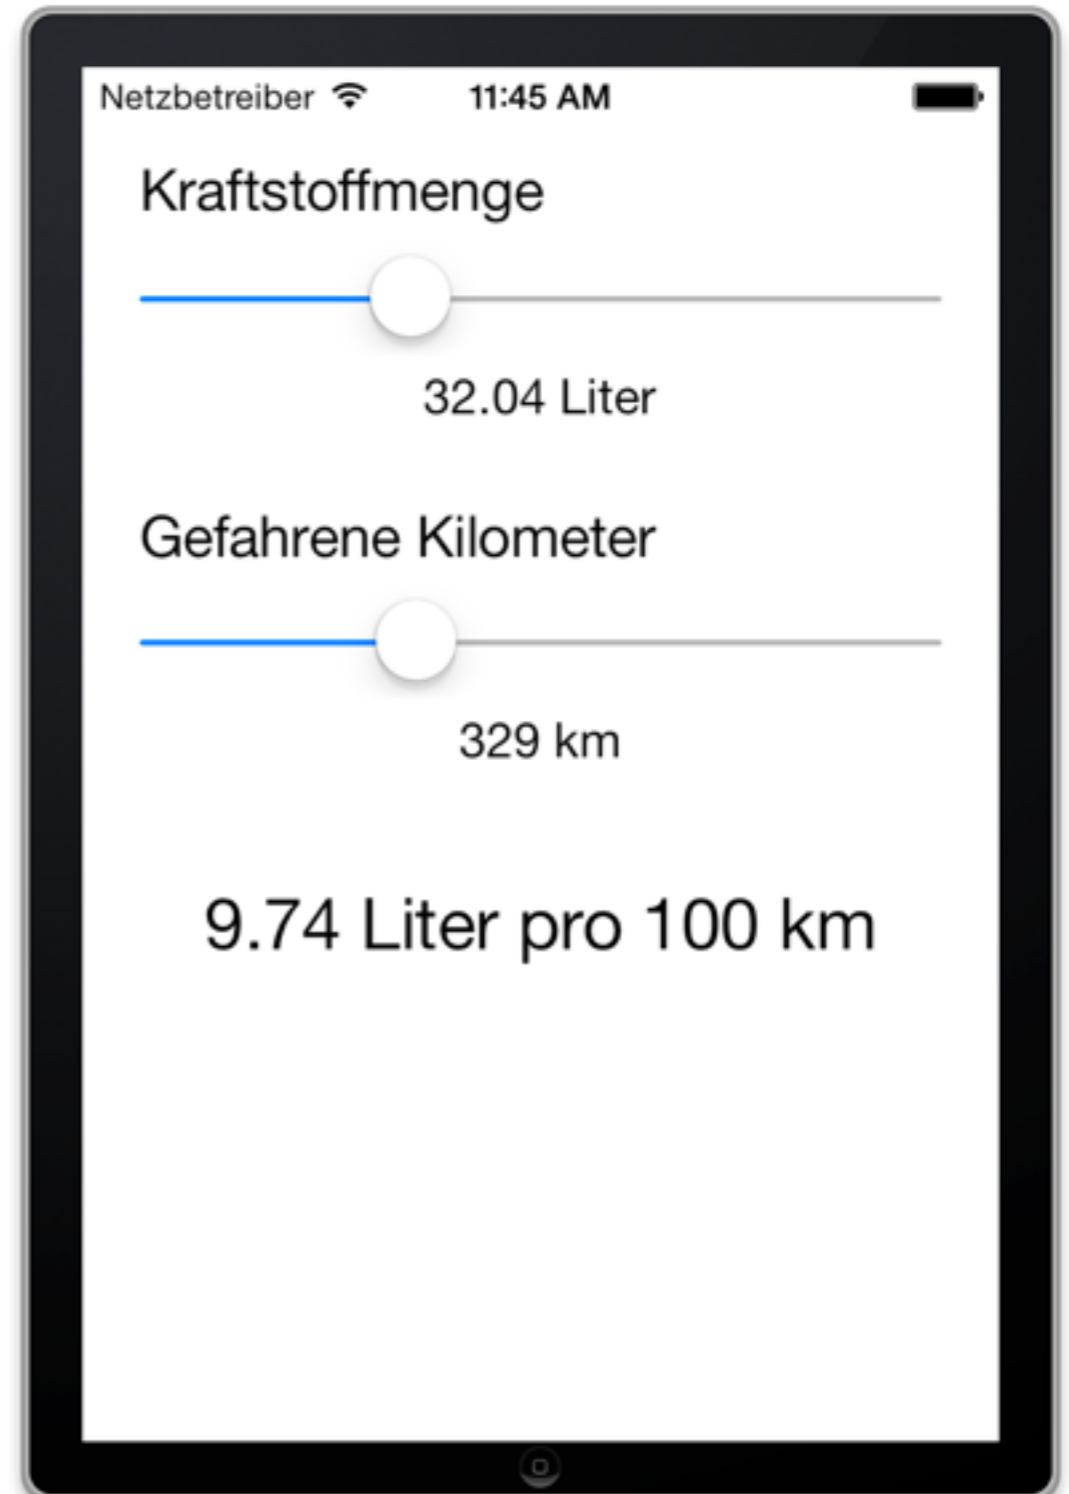 Netzbetreiber 11:45 AM
Kraftstoffmenge
32.04 Liter
Gefahrene Kilometer
329 km
9.74 Liter pro 100 km